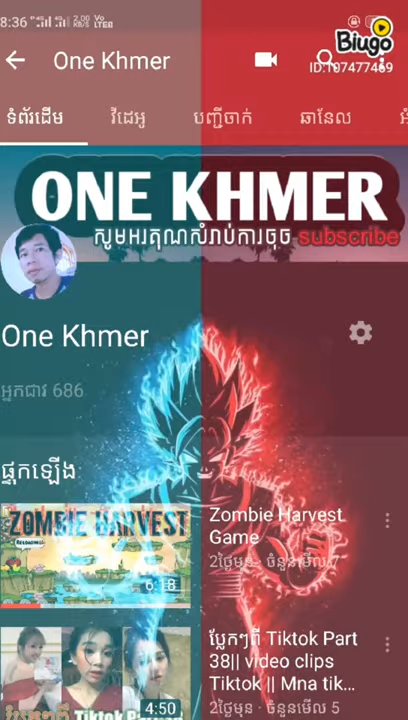 8:36
Biugo
One Khmer
ID:107477469
ទំព័រដើម វីដេអូ បញ្ជីចាក់ ឆានែល
ONE KHMER
សូមអរគុណសំរាប់ការចុច subscribe
One Khmer
អ្នកជាវ 686
ផ្ទុកឡើង
ZOMBIE HARVEST
6:18
Zombie Harvest
Game
2ថ្ងៃមុន · ចំនួនមើល 7
4:50
ប្លែកៗពី Tiktok Part
38|| video clips
Tiktok || Mna tik...
2ថ្ងៃមុន · ចំនួនមើល 5